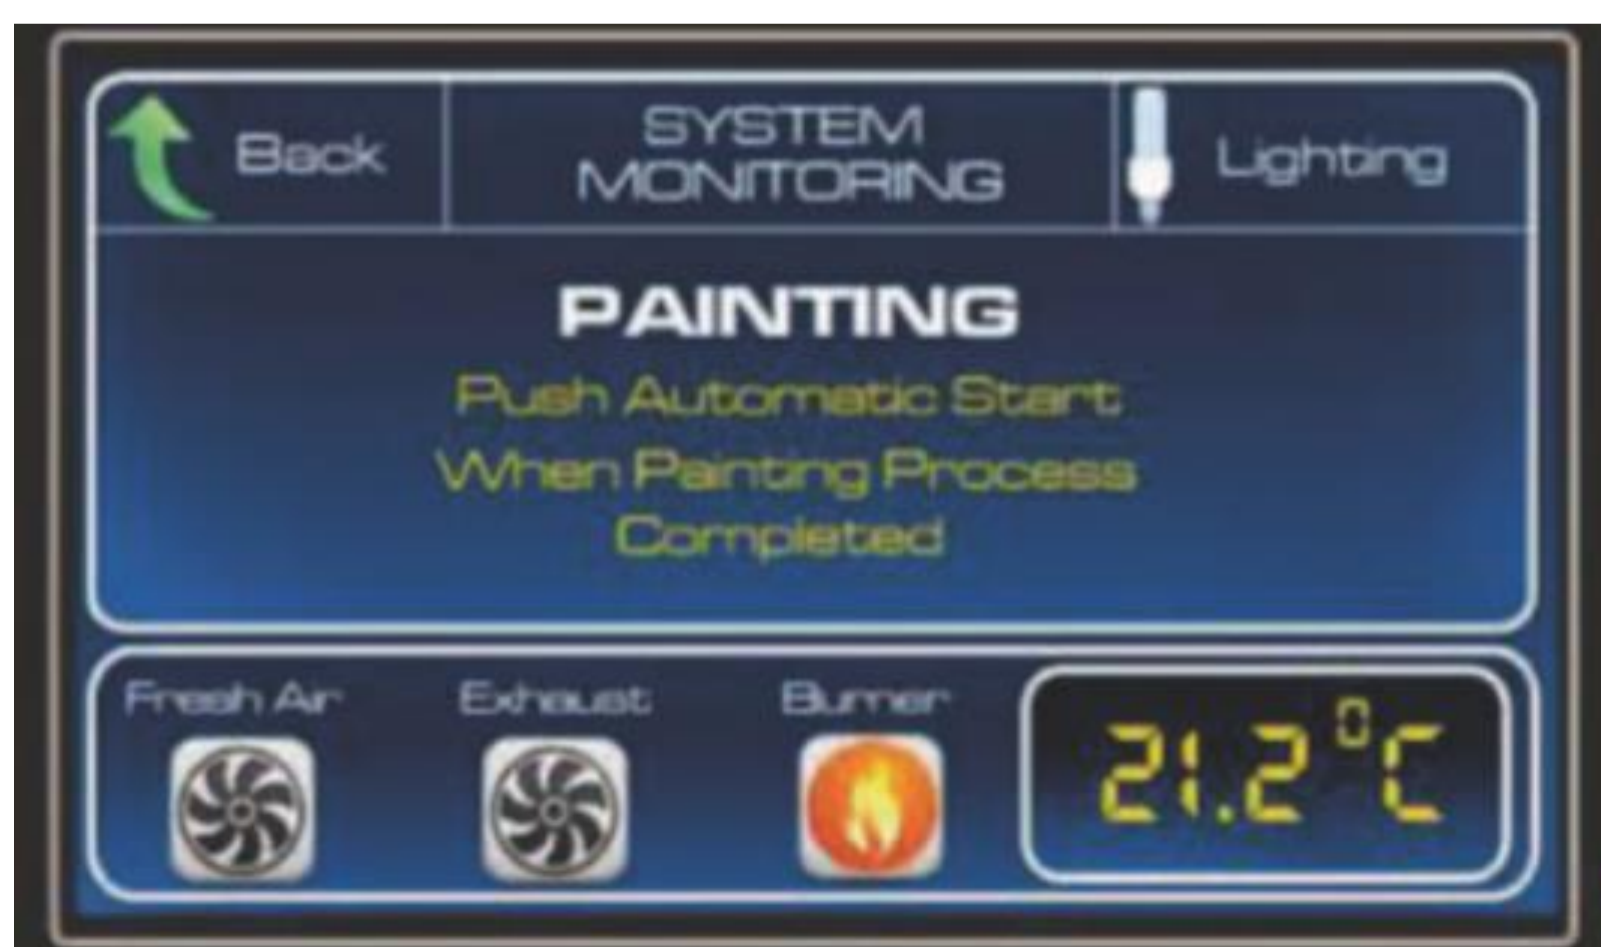 Back
SYSTEM
MONITORING
Lighting
PAINTING
Push Automatic Start
When Painting Process
Completed
Fresh Air
Exhaust
Burner
21.2°C